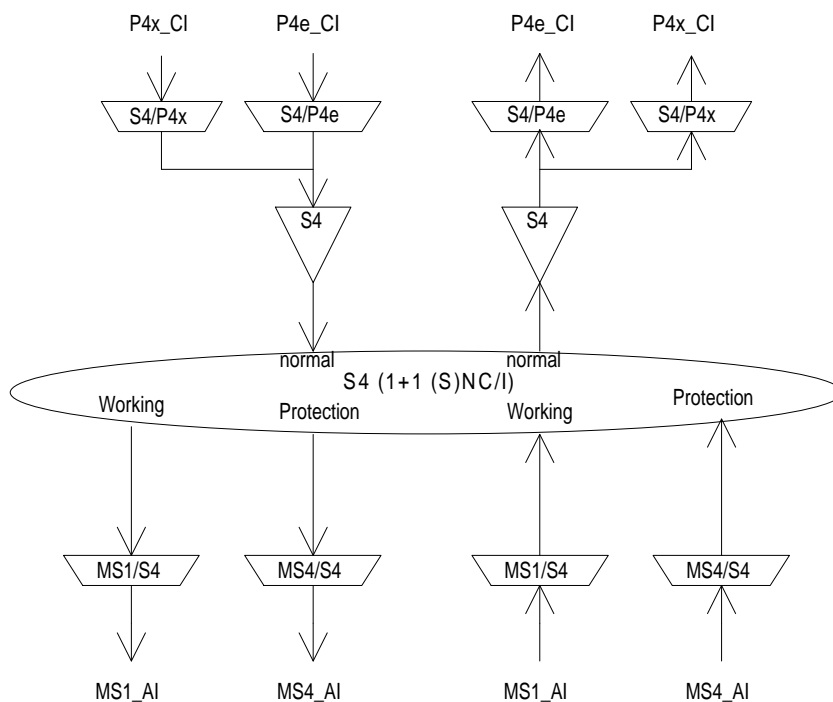 P4x_CI P4e_CI P4e_CI P4x_CI
S4/P4x S4/P4e S4/P4e S4/P4x
S4 S4
normal normal
S4 (1+1 (S)NC/I)
Working Protection Working Protection
MS1/S4 MS4/S4 MS1/S4 MS4/S4
MS1_AI MS4_AI MS1_AI MS4_AI